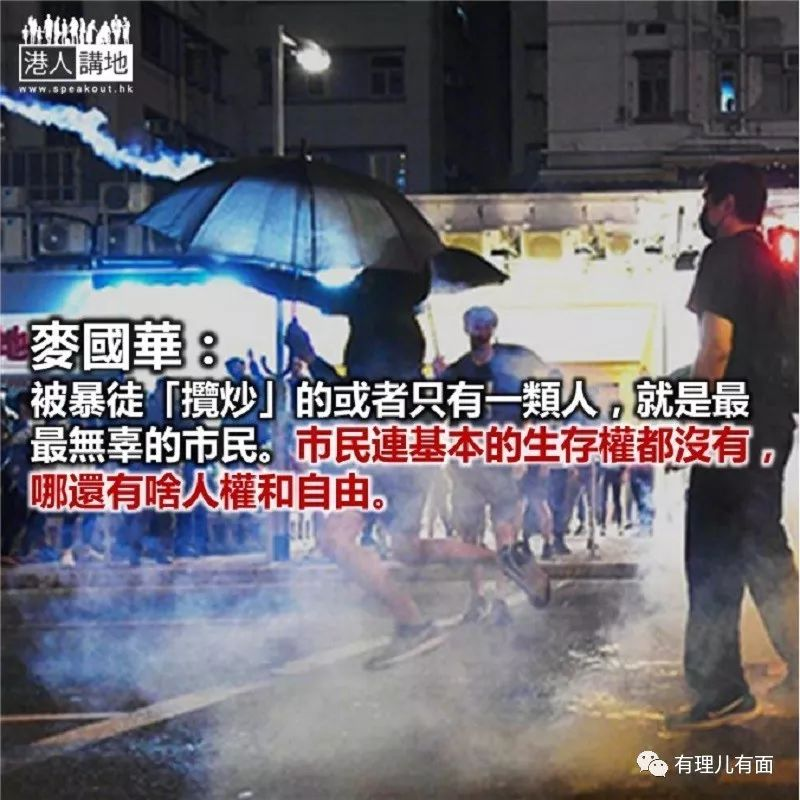 港人講地
www.speakout.hk
地
麥國華：
被暴徒「攬炒」的或者只有一類人，就是最
最無辜的市民。市民連基本的生存權都沒有，
哪還有啥人權和自由。
有理儿有面